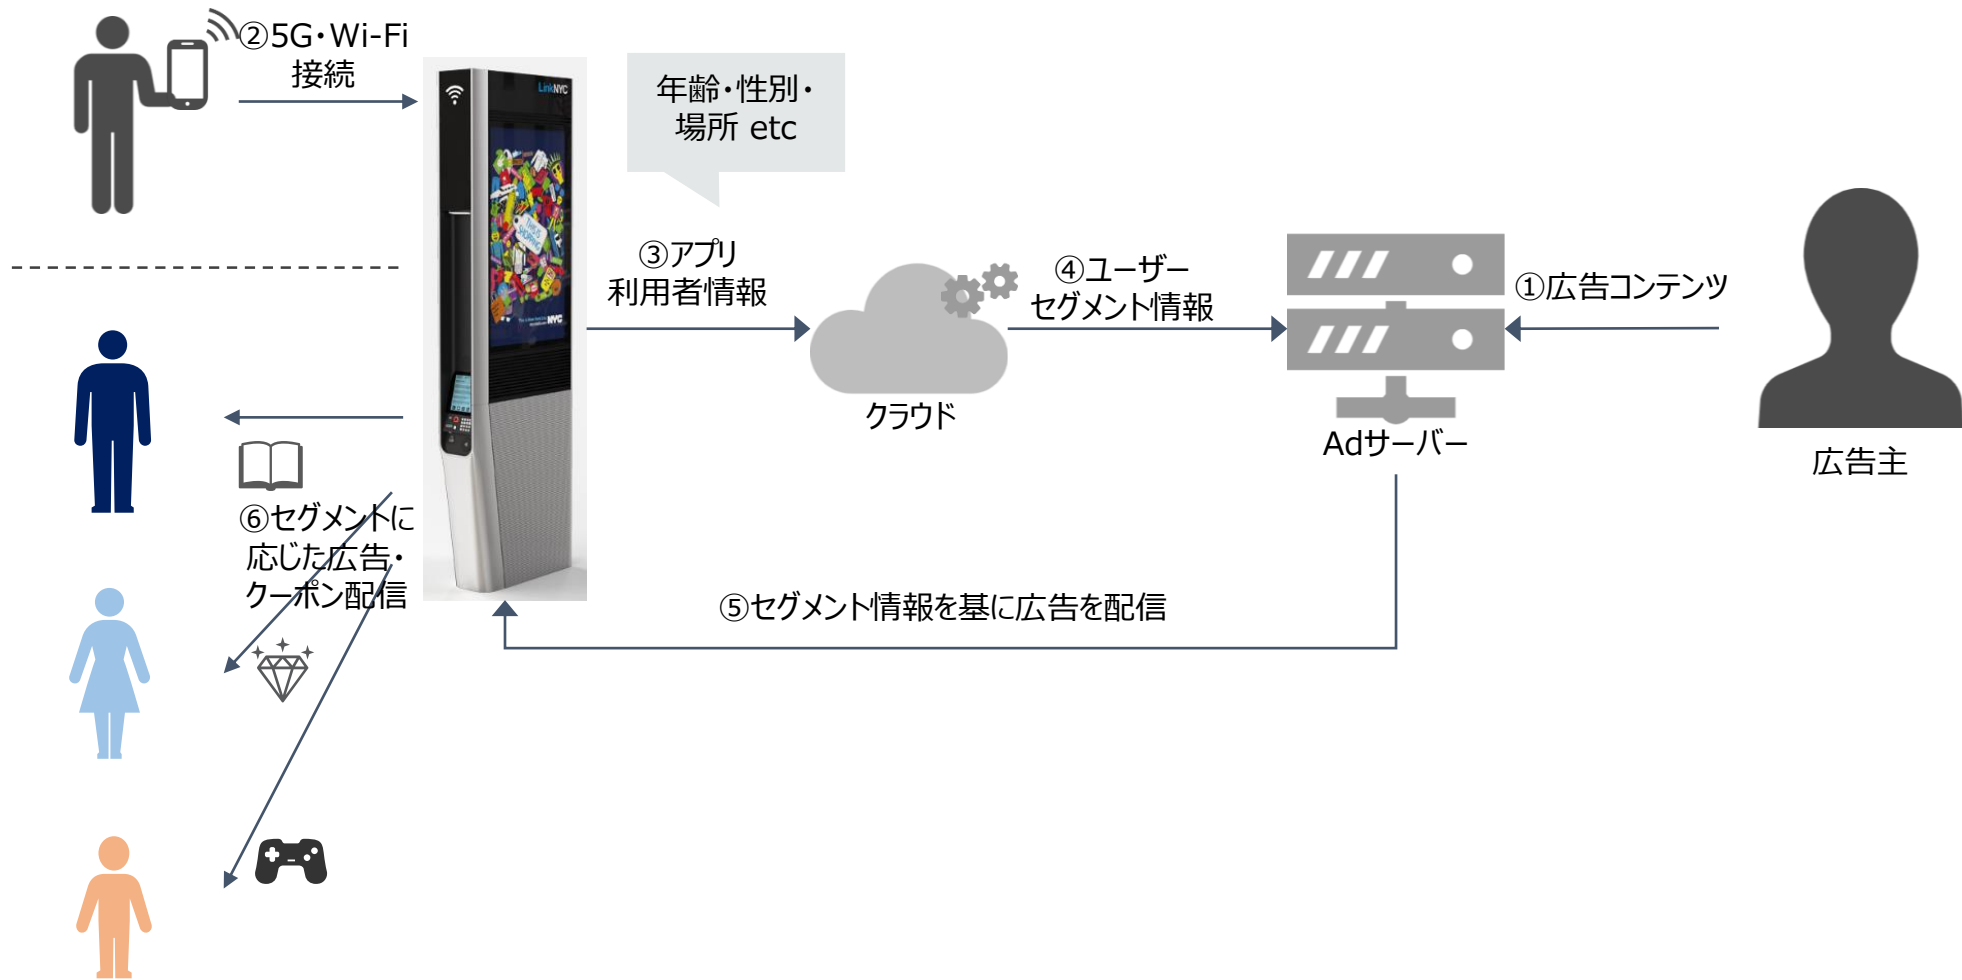 ②5G・Wi-Fi
接続
LinkNYC
年齢・性別・
場所 etc
THIS IS
SHOPPING
NYC
③アプリ
利用者情報
④ユーザー
セグメント情報
①広告コンテンツ
クラウド
Adサーバー
広告主
⑥セグメントに
応じた広告・
クーポン配信
⑤セグメント情報を基に広告を配信